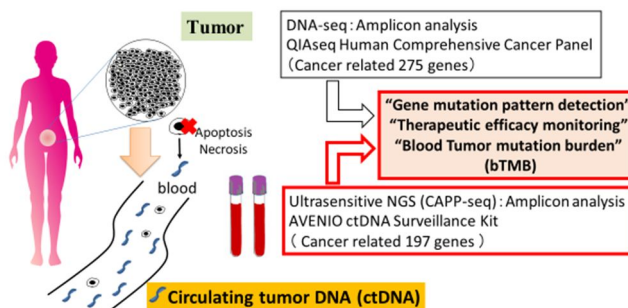 Tumor
Apoptosis
Necrosis
blood
Circulating tumor DNA (ctDNA)
DNA-seq : Amplicon analysis
QIAseq Human Comprehensive Cancer Panel
(Cancer related 275 genes)
“Gene mutation pattern detection”
“Therapeutic efficacy monitoring”
“Blood Tumor mutation burden”
(bTMB)
Ultrasensitive NGS (CAPP-seq) : Amplicon analysis
AVENIO ctDNA Surveillance Kit
( Cancer related 197 genes )